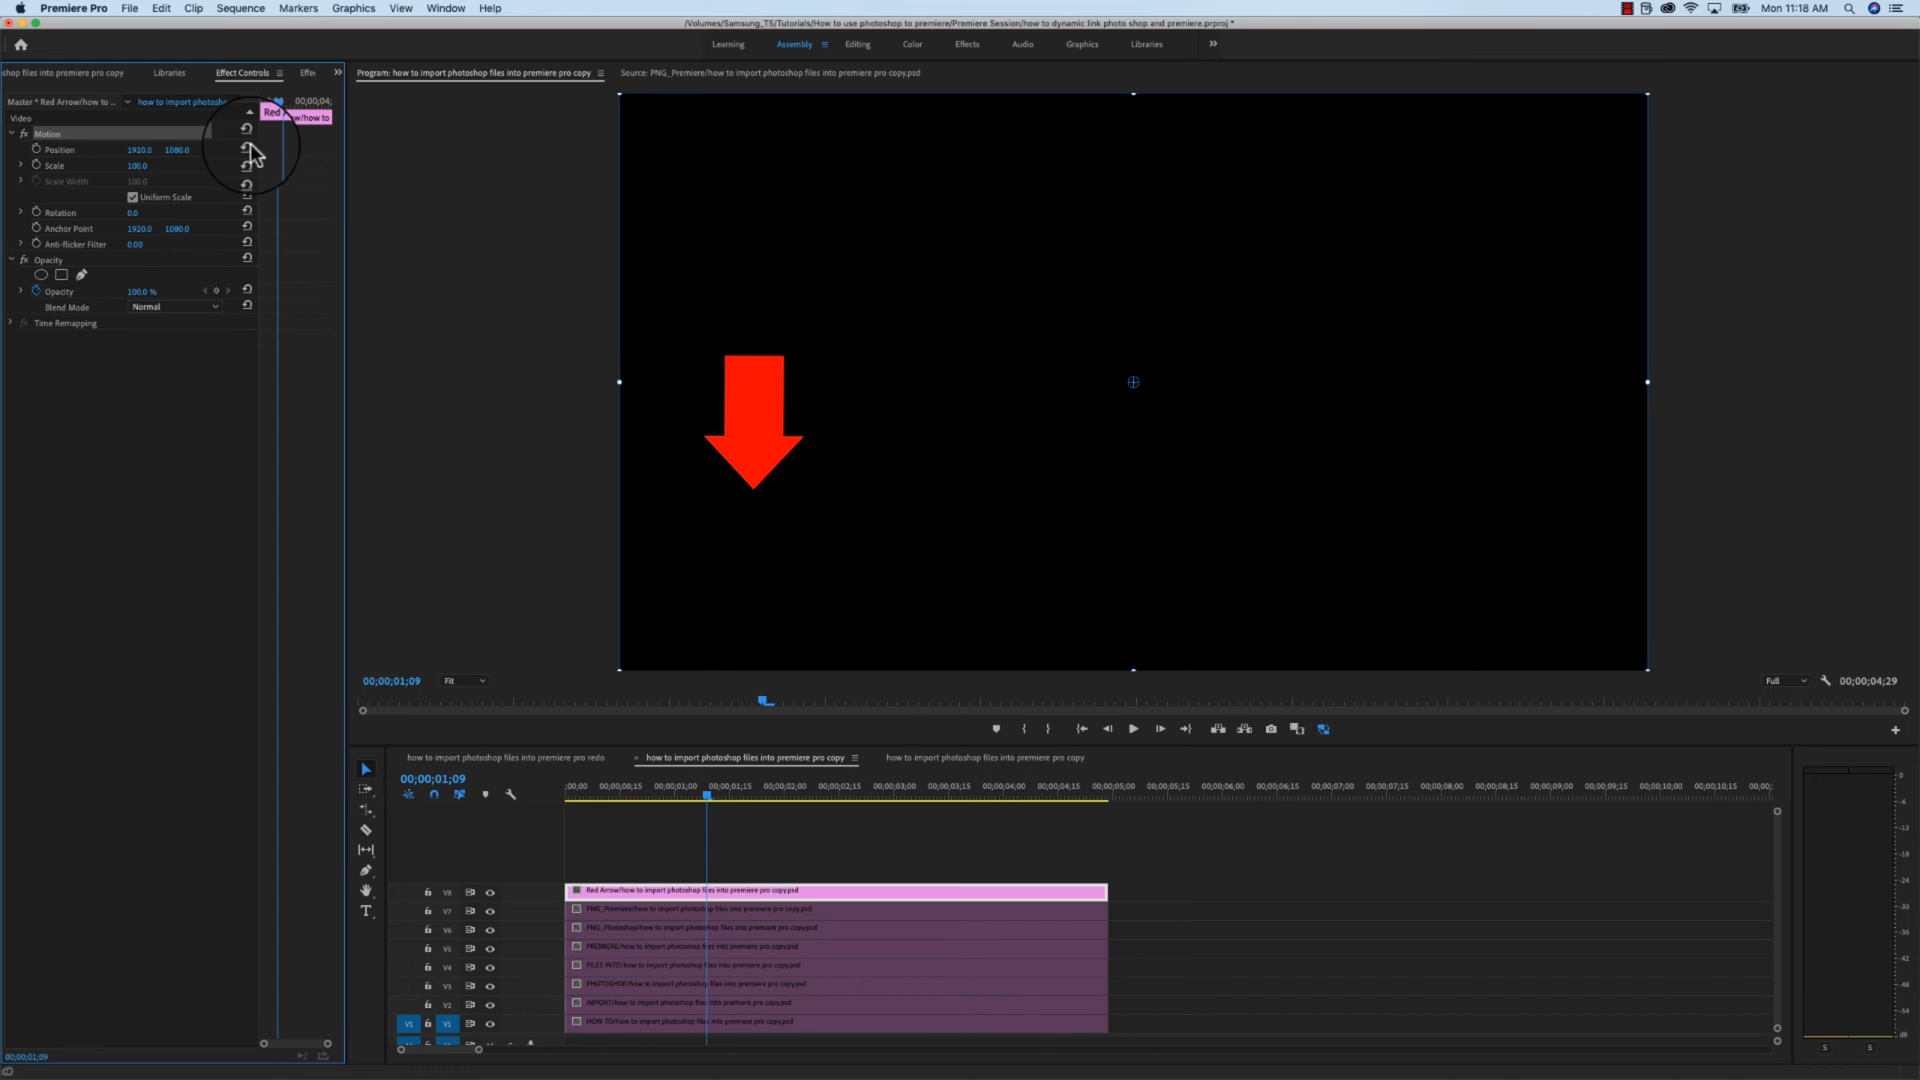 Premiere Pro File Edit Clip Sequence Markers Graphics View Window Help Mon 11:18 AM
/Volumes/Samsung_T5/Tutorials/How to use photoshop to premiere/Premiere Session/how to dynamic link photo shop and premiere.prproj *
Learning Assembly Editing Color Effects Audio Graphics Libraries
shop files into premiere pro copy Libraries Effect Controls Effe Program: how to import photoshop files into premiere pro copy Source: PNG_Premiere/how to import photoshop files into premiere pro copy.psd
Master * Red Arrow/how to ... how to import photosho 00;00;04;
Video Red w/how to
fx Motion
Position 1920.0 1080.0
Scale 100.0
Scale Width 100.0
Uniform Scale
Rotation 0.0
Anchor Point 1920.0 1080.0
Anti-flicker Filter 0.00
fx Opacity
Opacity 100.0 %
Blend Mode Normal
fx Time Remapping
00;00;01;09 Fit Full 00;00;04;29
how to import photoshop files into premiere pro redo × how to import photoshop files into premiere pro copy how to import photoshop files into premiere pro copy
00;00;01;09
;00;00 00;00;00;15 00;00;01;00 00;00;01;15 00;00;02;00 00;00;02;15 00;00;03;00 00;00;03;15 00;00;04;00 00;00;04;15 00;00;05;00 00;00;05;15 00;00;06;00 00;00;06;15 00;00;07;00 00;00;07;15 00;00;08;00 00;00;08;15 00;00;09;00 00;00;09;15 00;00;10;00 00;00;10;15 00;00;
V8 Red Arrow/how to import photoshop files into premiere pro copy.psd
V7 PNG_Premiere/how to import photoshop files into premiere pro copy.psd
V6 PNG_Photoshop/how to import photoshop files into premiere pro copy.psd
V5 PREMIERE/how to import photoshop files into premiere pro copy.psd
V4 FILES INTO/how to import photoshop files into premiere pro copy.psd
V3 PHOTOSHOP/how to import photoshop files into premiere pro copy.psd
V2 IMPORT/how to import photoshop files into premiere pro copy.psd
V1 V1 HOW TO/how to import photoshop files into premiere pro copy.psd
0
-6
-12
-18
-24
-30
-36
-42
-48
-54
dB
S S
00;00;01;09